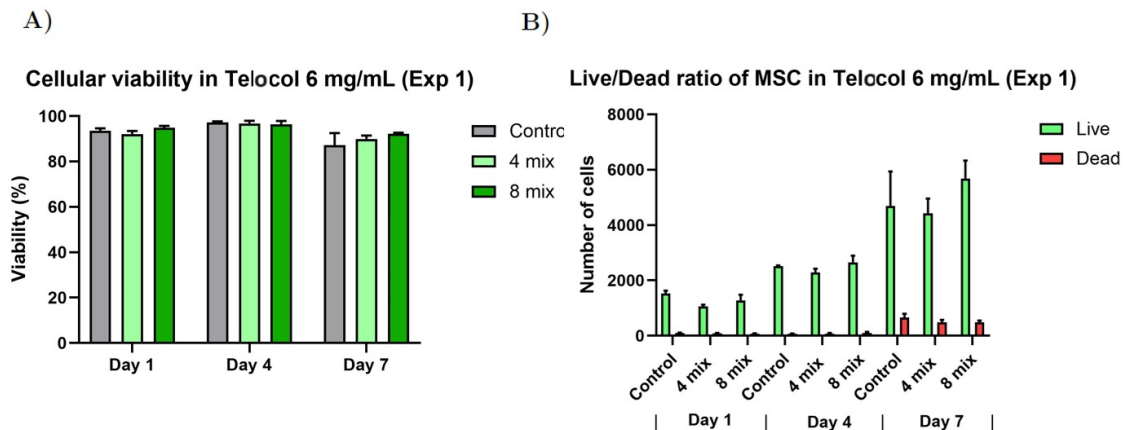 A)
Cellular viability in Telocol 6 mg/mL (Exp 1)
Viability (%)
100
80
60
40
20
0
Day 1
Day 4
Day 7
Contro
4 mix
8 mix
B)
Live/Dead ratio of MSC in Telocol 6 mg/mL (Exp 1)
Number of cells
8000
6000
4000
2000
0
Control
4 mix
8 mix
Control
4 mix
8 mix
Control
4 mix
8 mix
Day 1
Day 4
Day 7
Live
Dead